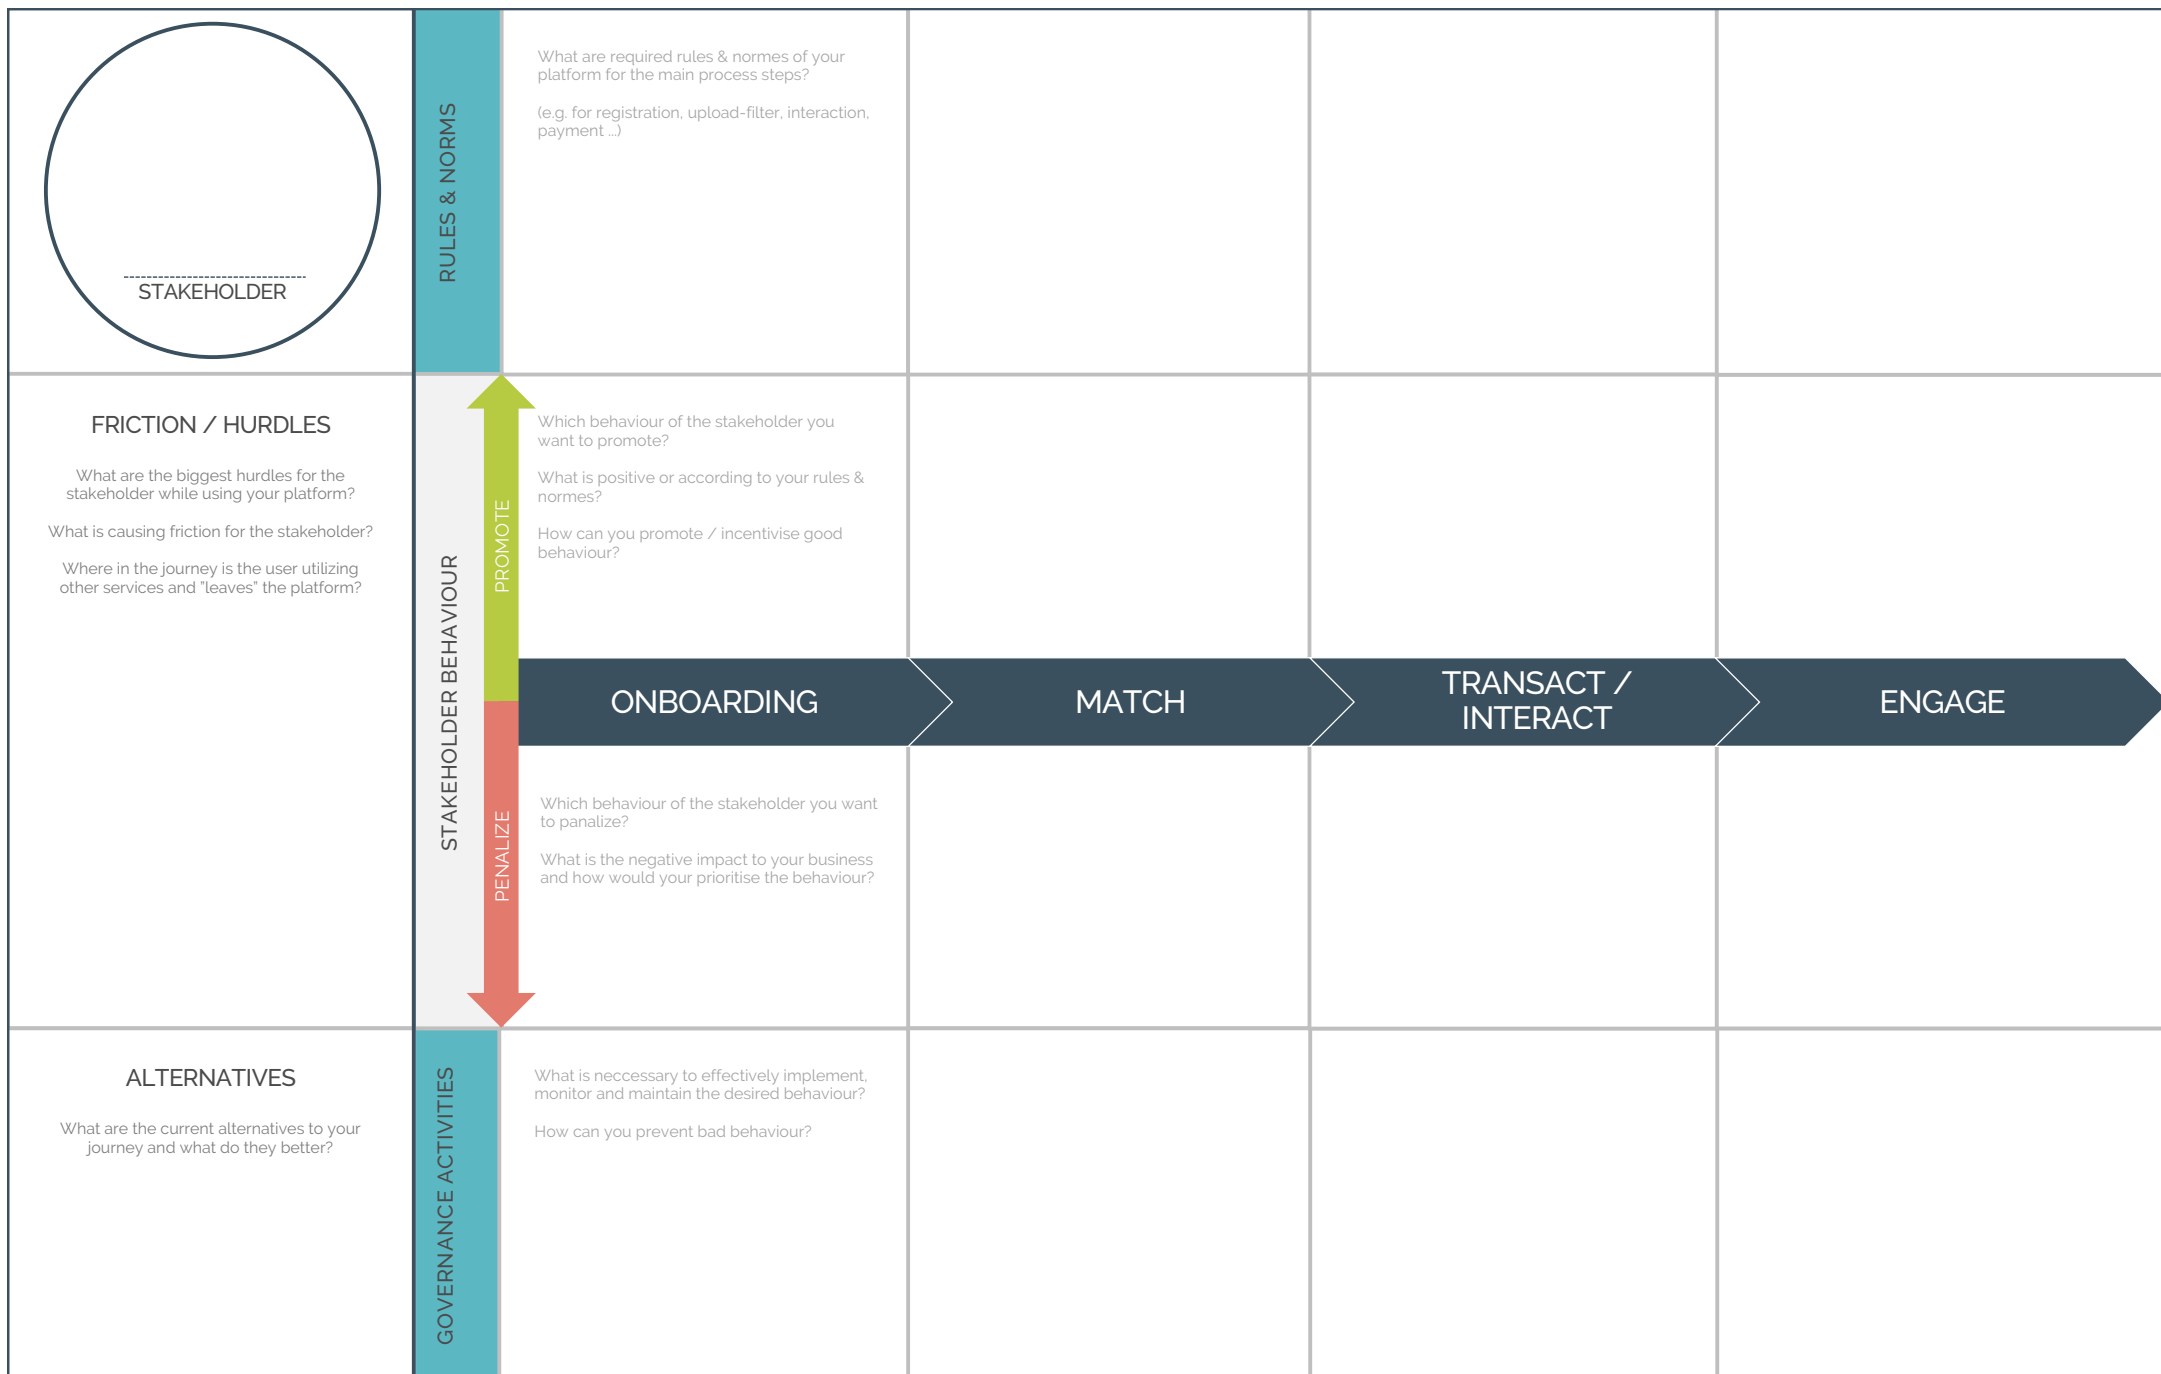 STAKEHOLDER
RULES & NORMS
What are required rules & normes of your
platform for the main process steps?
(e.g. for registration, upload-filter, interaction,
payment ...)
FRICTION / HURDLES
What are the biggest hurdles for the
stakeholder while using your platform?
What is causing friction for the stakeholder?
Where in the journey is the user utilizing
other services and "leaves" the platform?
STAKEHOLDER BEHAVIOUR
PROMOTE
Which behaviour of the stakeholder you
want to promote?
What is positive or according to your rules &
normes?
How can you promote / incentivise good
behaviour?
ONBOARDING
MATCH
TRANSACT /
INTERACT
ENGAGE
PENALIZE
Which behaviour of the stakeholder you want
to panalize?
What is the negative impact to your business
and how would your prioritise the behaviour?
ALTERNATIVES
What are the current alternatives to your
journey and what do they better?
GOVERNANCE ACTIVITIES
What is neccessary to effectively implement,
monitor and maintain the desired behaviour?
How can you prevent bad behaviour?